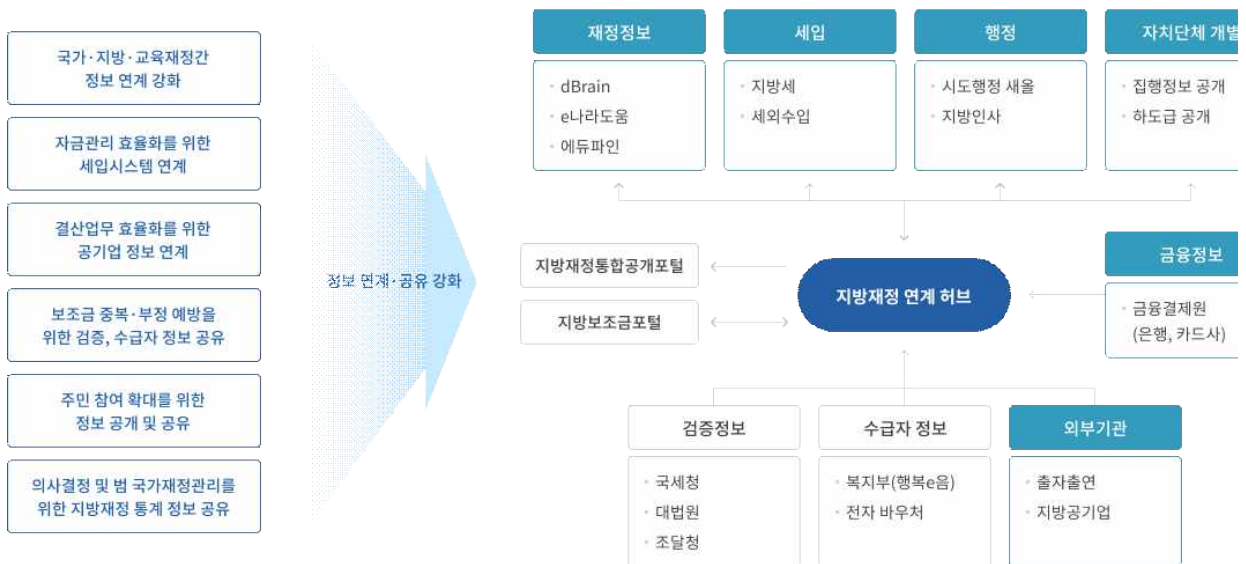 국가·지방·교육재정간
정보 연계 강화
자금관리 효율화를 위한
세입시스템 연계
결산업무 효율화를 위한
공기업 정보 연계
보조금 중복·부정 예방을
위한 검증, 수급자 정보 공유
주민 참여 확대를 위한
정보 공개 및 공유
의사결정 및 범 국가재정관리를
위한 지방재정 통계 정보 공유
정보 연계·공유 강화
재정정보
· dBrain
· e나라도움
· 에듀파인
세입
· 지방세
· 세외수입
행정
· 시도행정 새올
· 지방인사
자치단체 개별
· 집행정보 공개
· 하도급 공개
지방재정통합공개포털
지방보조금포털
지방재정 연계 허브
금융정보
· 금융결제원
(은행, 카드사)
검증정보
· 국세청
· 대법원
· 조달청
수급자 정보
· 복지부(행복e음)
· 전자 바우처
외부기관
· 출자출연
· 지방공기업